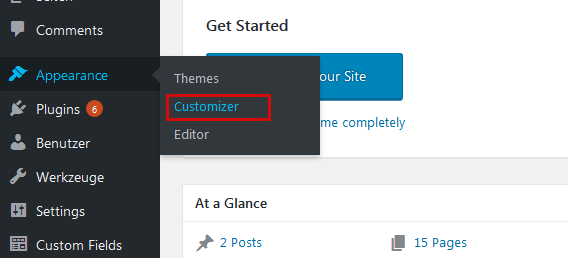 Comments
Appearance
Plugins 6
Benutzer
Werkzeuge
Settings
Custom Fields
Themes
Customizer
Editor
Get Started
our Site
me completely
At a Glance
2 Posts
15 Pages